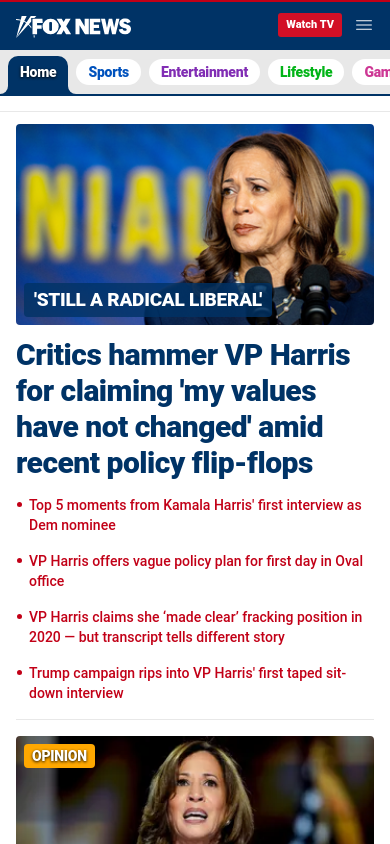 FOX NEWS
Watch TV
Home
Sports
Entertainment
Lifestyle
Gam
NIAL
O
'STILL A RADICAL LIBERAL'
Critics hammer VP Harris
for claiming 'my values
have not changed' amid
recent policy flip-flops
• Top 5 moments from Kamala Harris' first interview as
Dem nominee
• VP Harris offers vague policy plan for first day in Oval
office
• VP Harris claims she ‘made clear’ fracking position in
2020 — but transcript tells different story
• Trump campaign rips into VP Harris' first taped sit-
down interview
OPINION